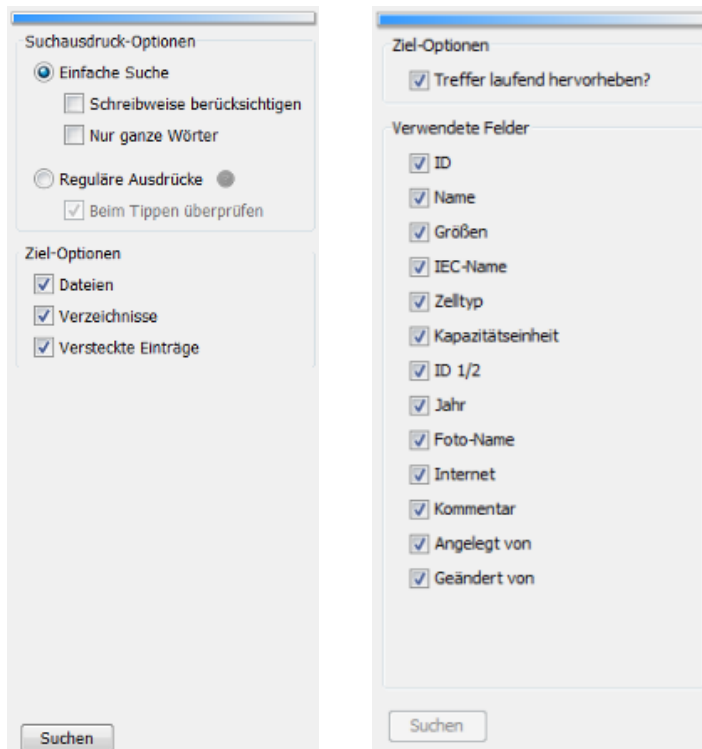 Suchausdruck-Optionen
Einfache Suche
Schreibweise berücksichtigen
Nur ganze Wörter
Reguläre Ausdrücke
Beim Tippen überprüfen
Ziel-Optionen
Dateien
Verzeichnisse
Versteckte Einträge
Suchen
Ziel-Optionen
Treffer laufend hervorheben?
Verwendete Felder
ID
Name
Größen
IEC-Name
Zelltyp
Kapazitätseinheit
ID 1/2
Jahr
Foto-Name
Internet
Kommentar
Angelegt von
Geändert von
Suchen